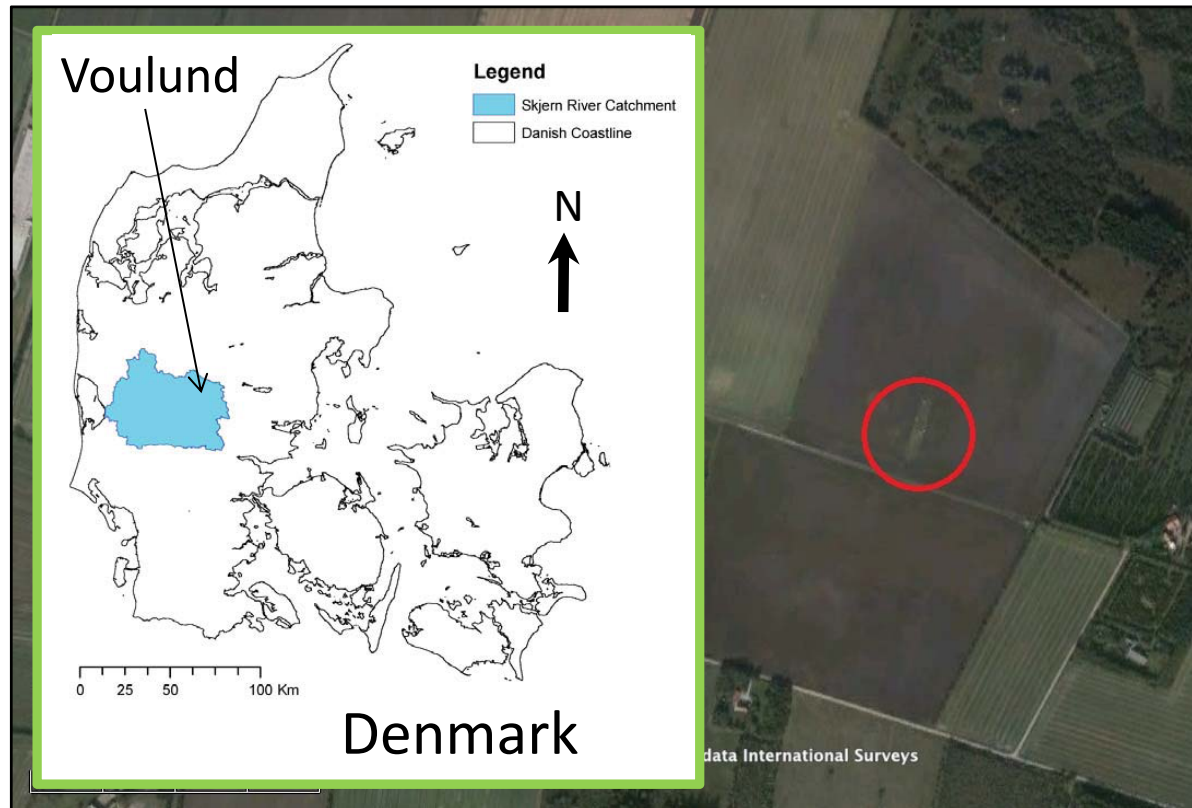 Voulund
Legend
Skjern River Catchment
Danish Coastline
N
0 25 50 100 Km
Denmark
data International Surveys